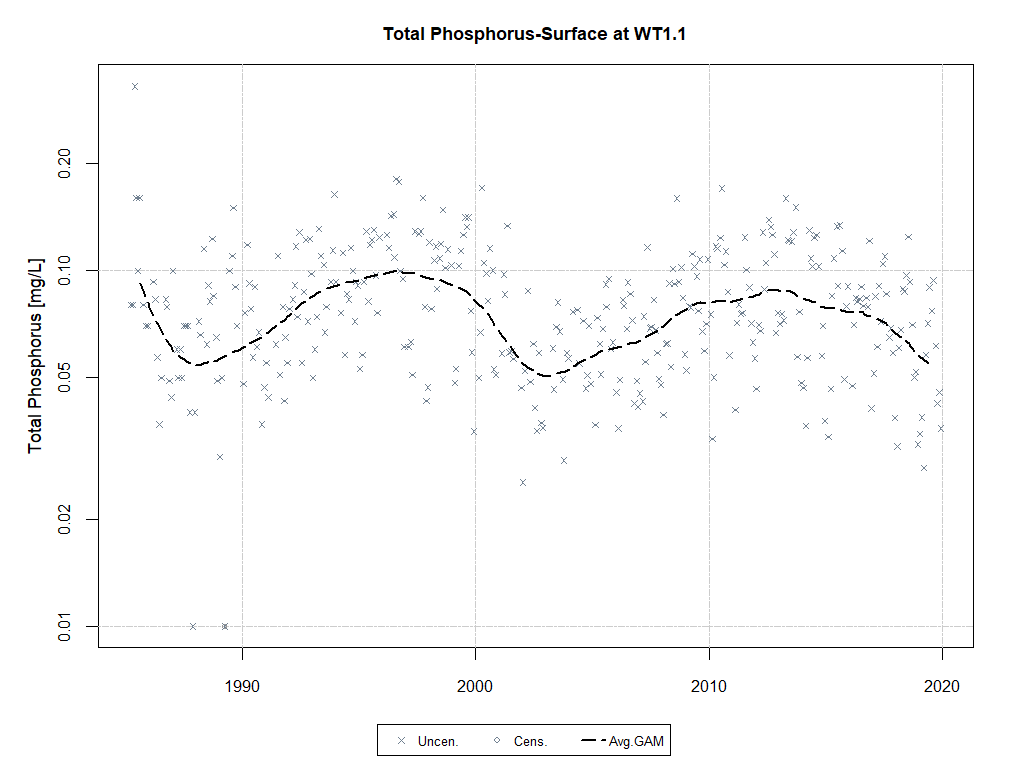 Total Phosphorus-Surface at WT1.1
Total Phosphorus [mg/L]
0.20
0.10
0.05
0.02
0.01
1990 2000 2010 2020
Uncen. Cens. Avg.GAM